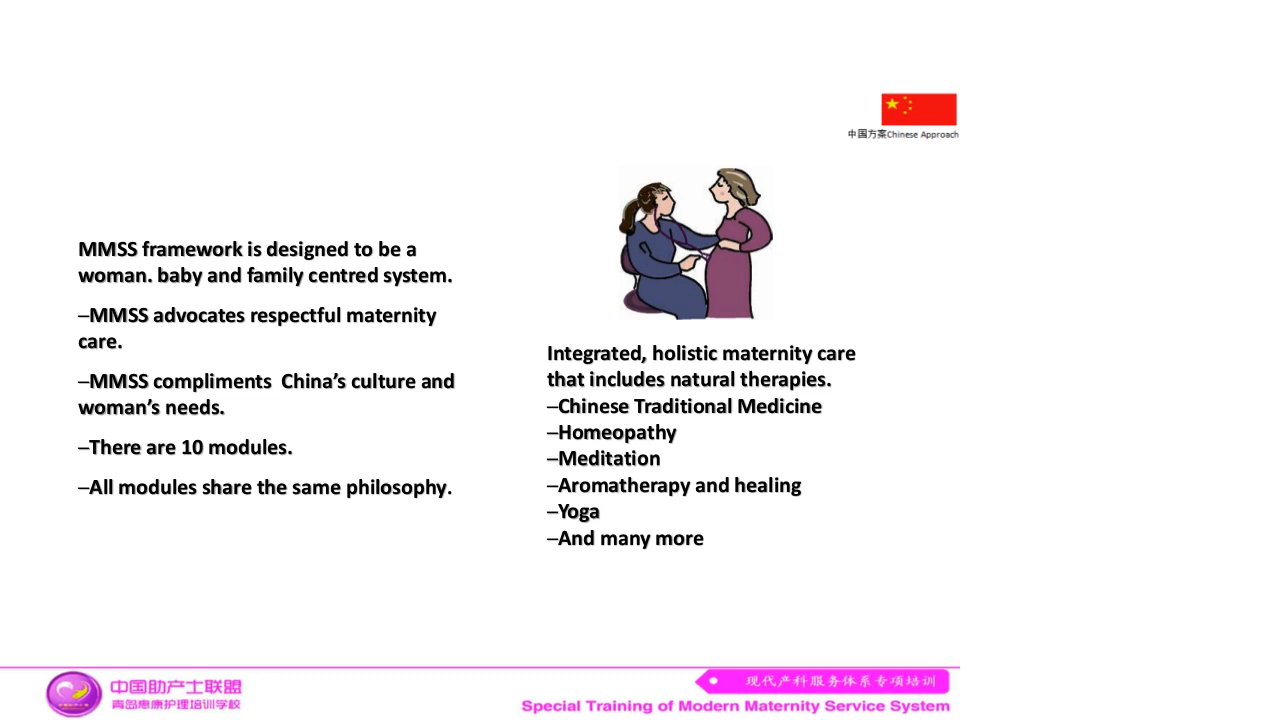 中国方案Chinese Approach
MMSS framework is designed to be a
woman. baby and family centred system.
–MMSS advocates respectful maternity
care.
–MMSS compliments  China’s culture and
woman’s needs.
–There are 10 modules.
–All modules share the same philosophy.
Integrated, holistic maternity care
that includes natural therapies.
–Chinese Traditional Medicine
–Homeopathy
–Meditation
–Aromatherapy and healing
–Yoga
–And many more
中国助产士联盟
青岛惠康护理培训学校
现代产科服务体系专项培训
Special Training of Modern Maternity Service System